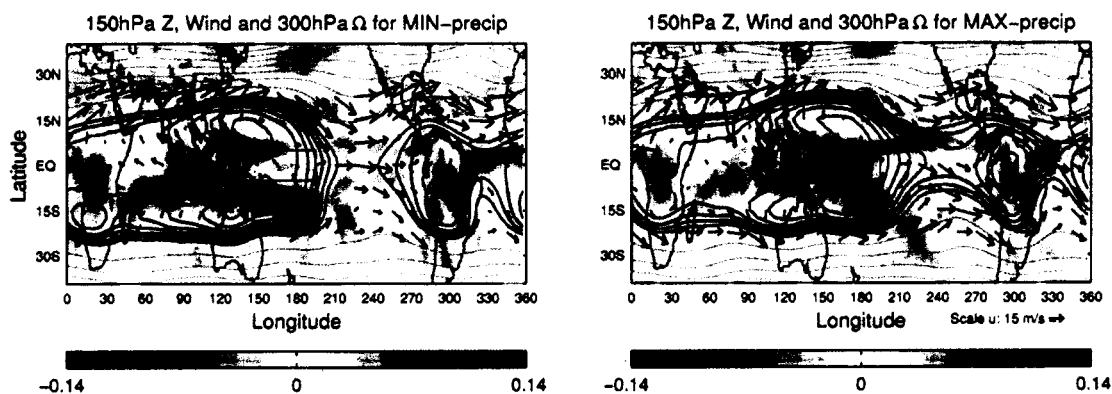 150hPa Z, Wind and 300hPa Ω for MIN-precip
Latitude
30N
15N
EQ
15S
30S
0 30 60 90 120 150 180 210 240 270 300 330 360
Longitude
-0.14 0 0.14
150hPa Z, Wind and 300hPa Ω for MAX-precip
30N
15N
EQ
15S
30S
0 30 60 90 120 150 180 210 240 270 300 330 360
Longitude
Scale u: 15 m/s
-0.14 0 0.14